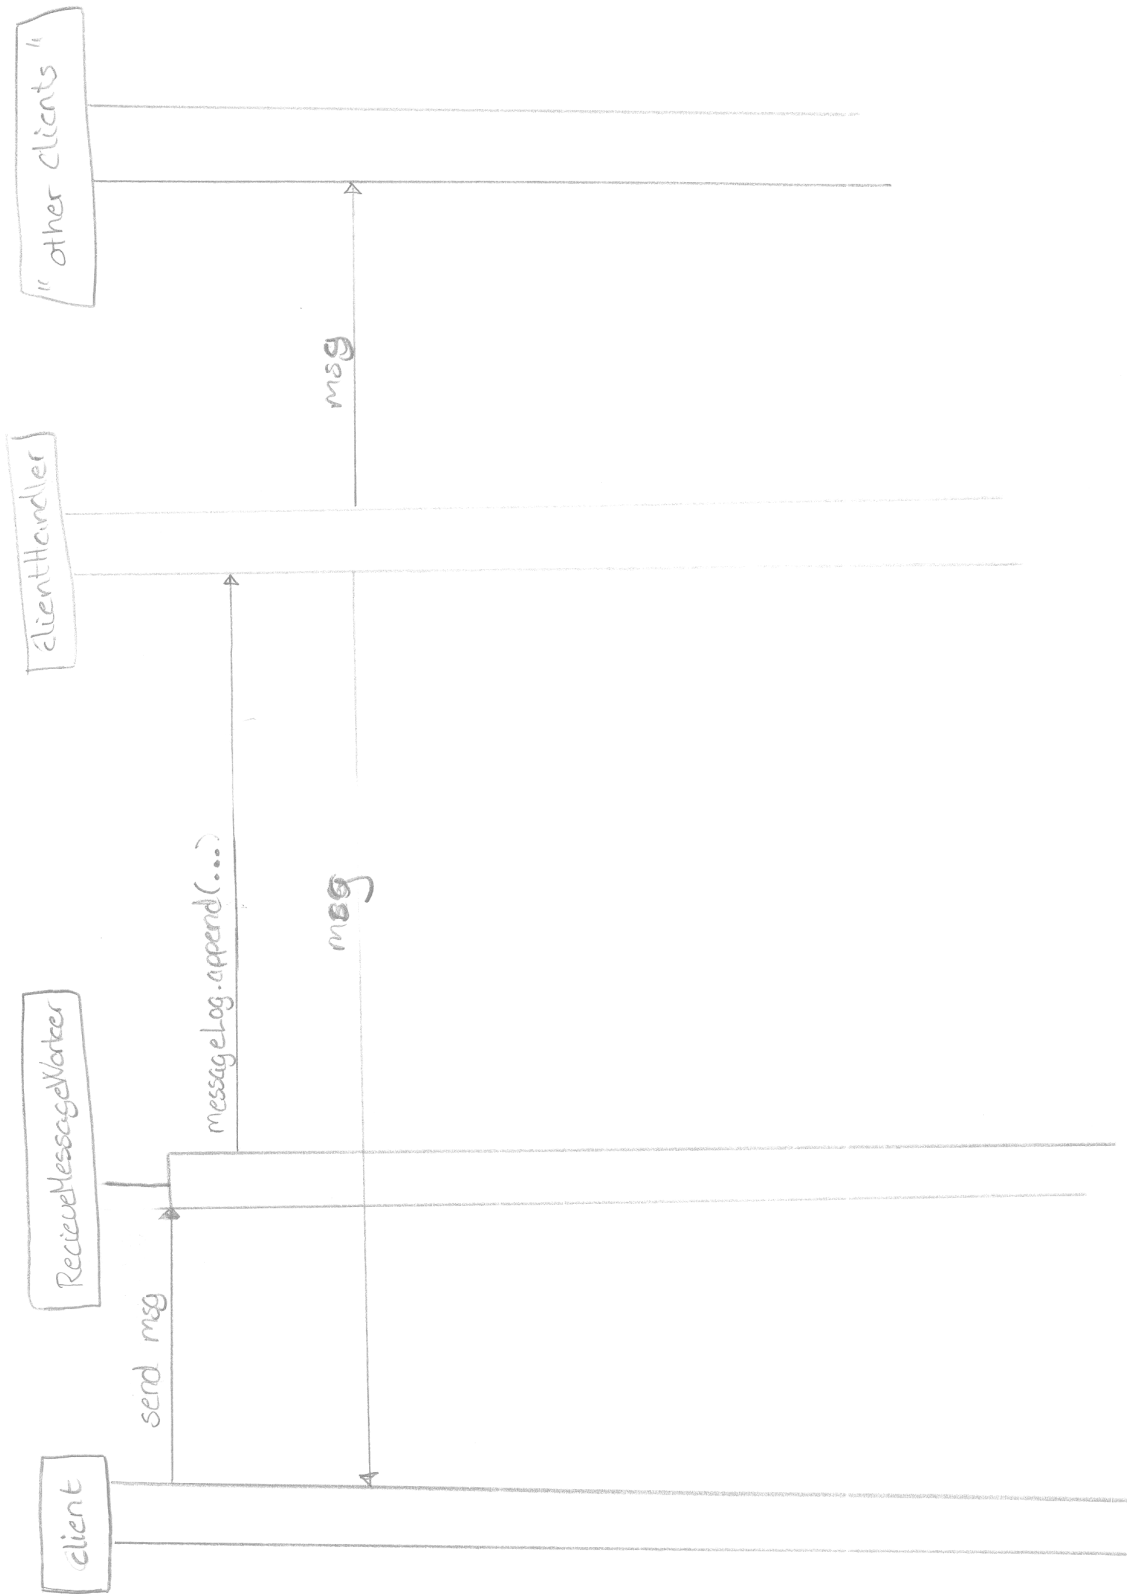 client
RecieveMessageWorker
clientHandler
" other clients "
send msg
messageLog.append(...)
msg
msg